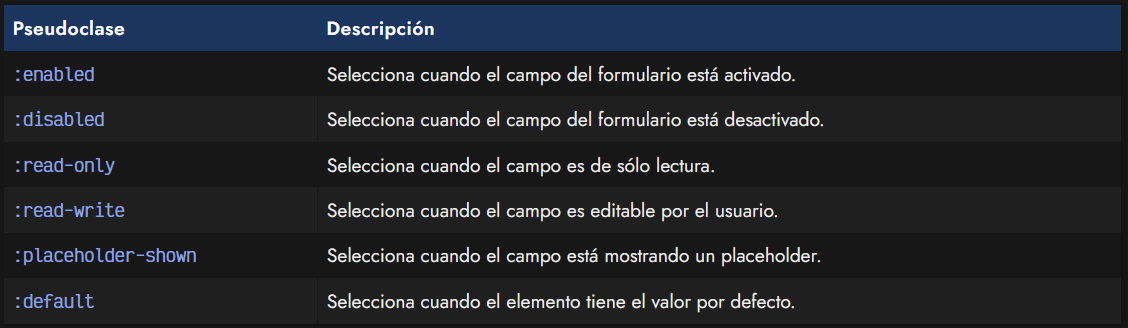 Pseudoclase Descripción
:enabled Selecciona cuando el campo del formulario está activado.
:disabled Selecciona cuando el campo del formulario está desactivado.
:read-only Selecciona cuando el campo es de sólo lectura.
:read-write Selecciona cuando el campo es editable por el usuario.
:placeholder-shown Selecciona cuando el campo está mostrando un placeholder.
:default Selecciona cuando el elemento tiene el valor por defecto.